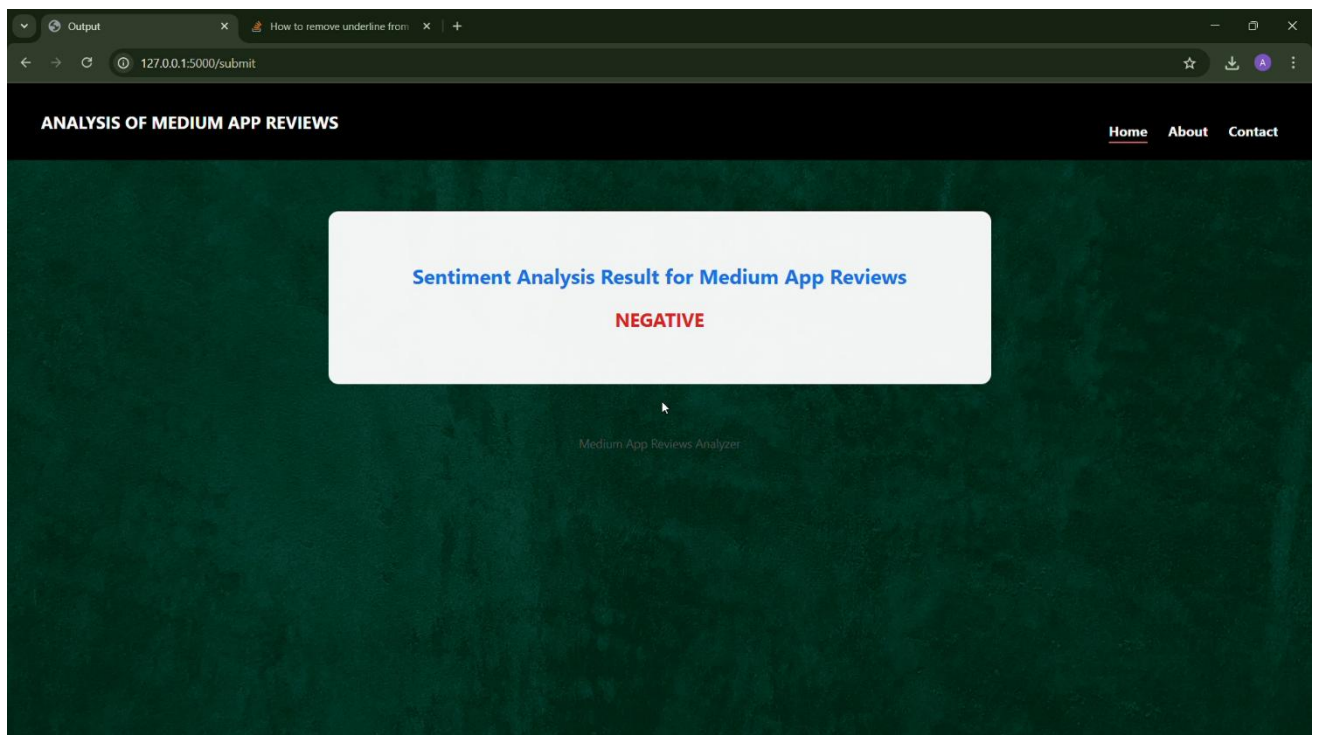 Output
How to remove underline from
127.0.0.1:5000/submit
A
ANALYSIS OF MEDIUM APP REVIEWS
Home About Contact
Sentiment Analysis Result for Medium App Reviews
NEGATIVE
Medium App Reviews Analyzer